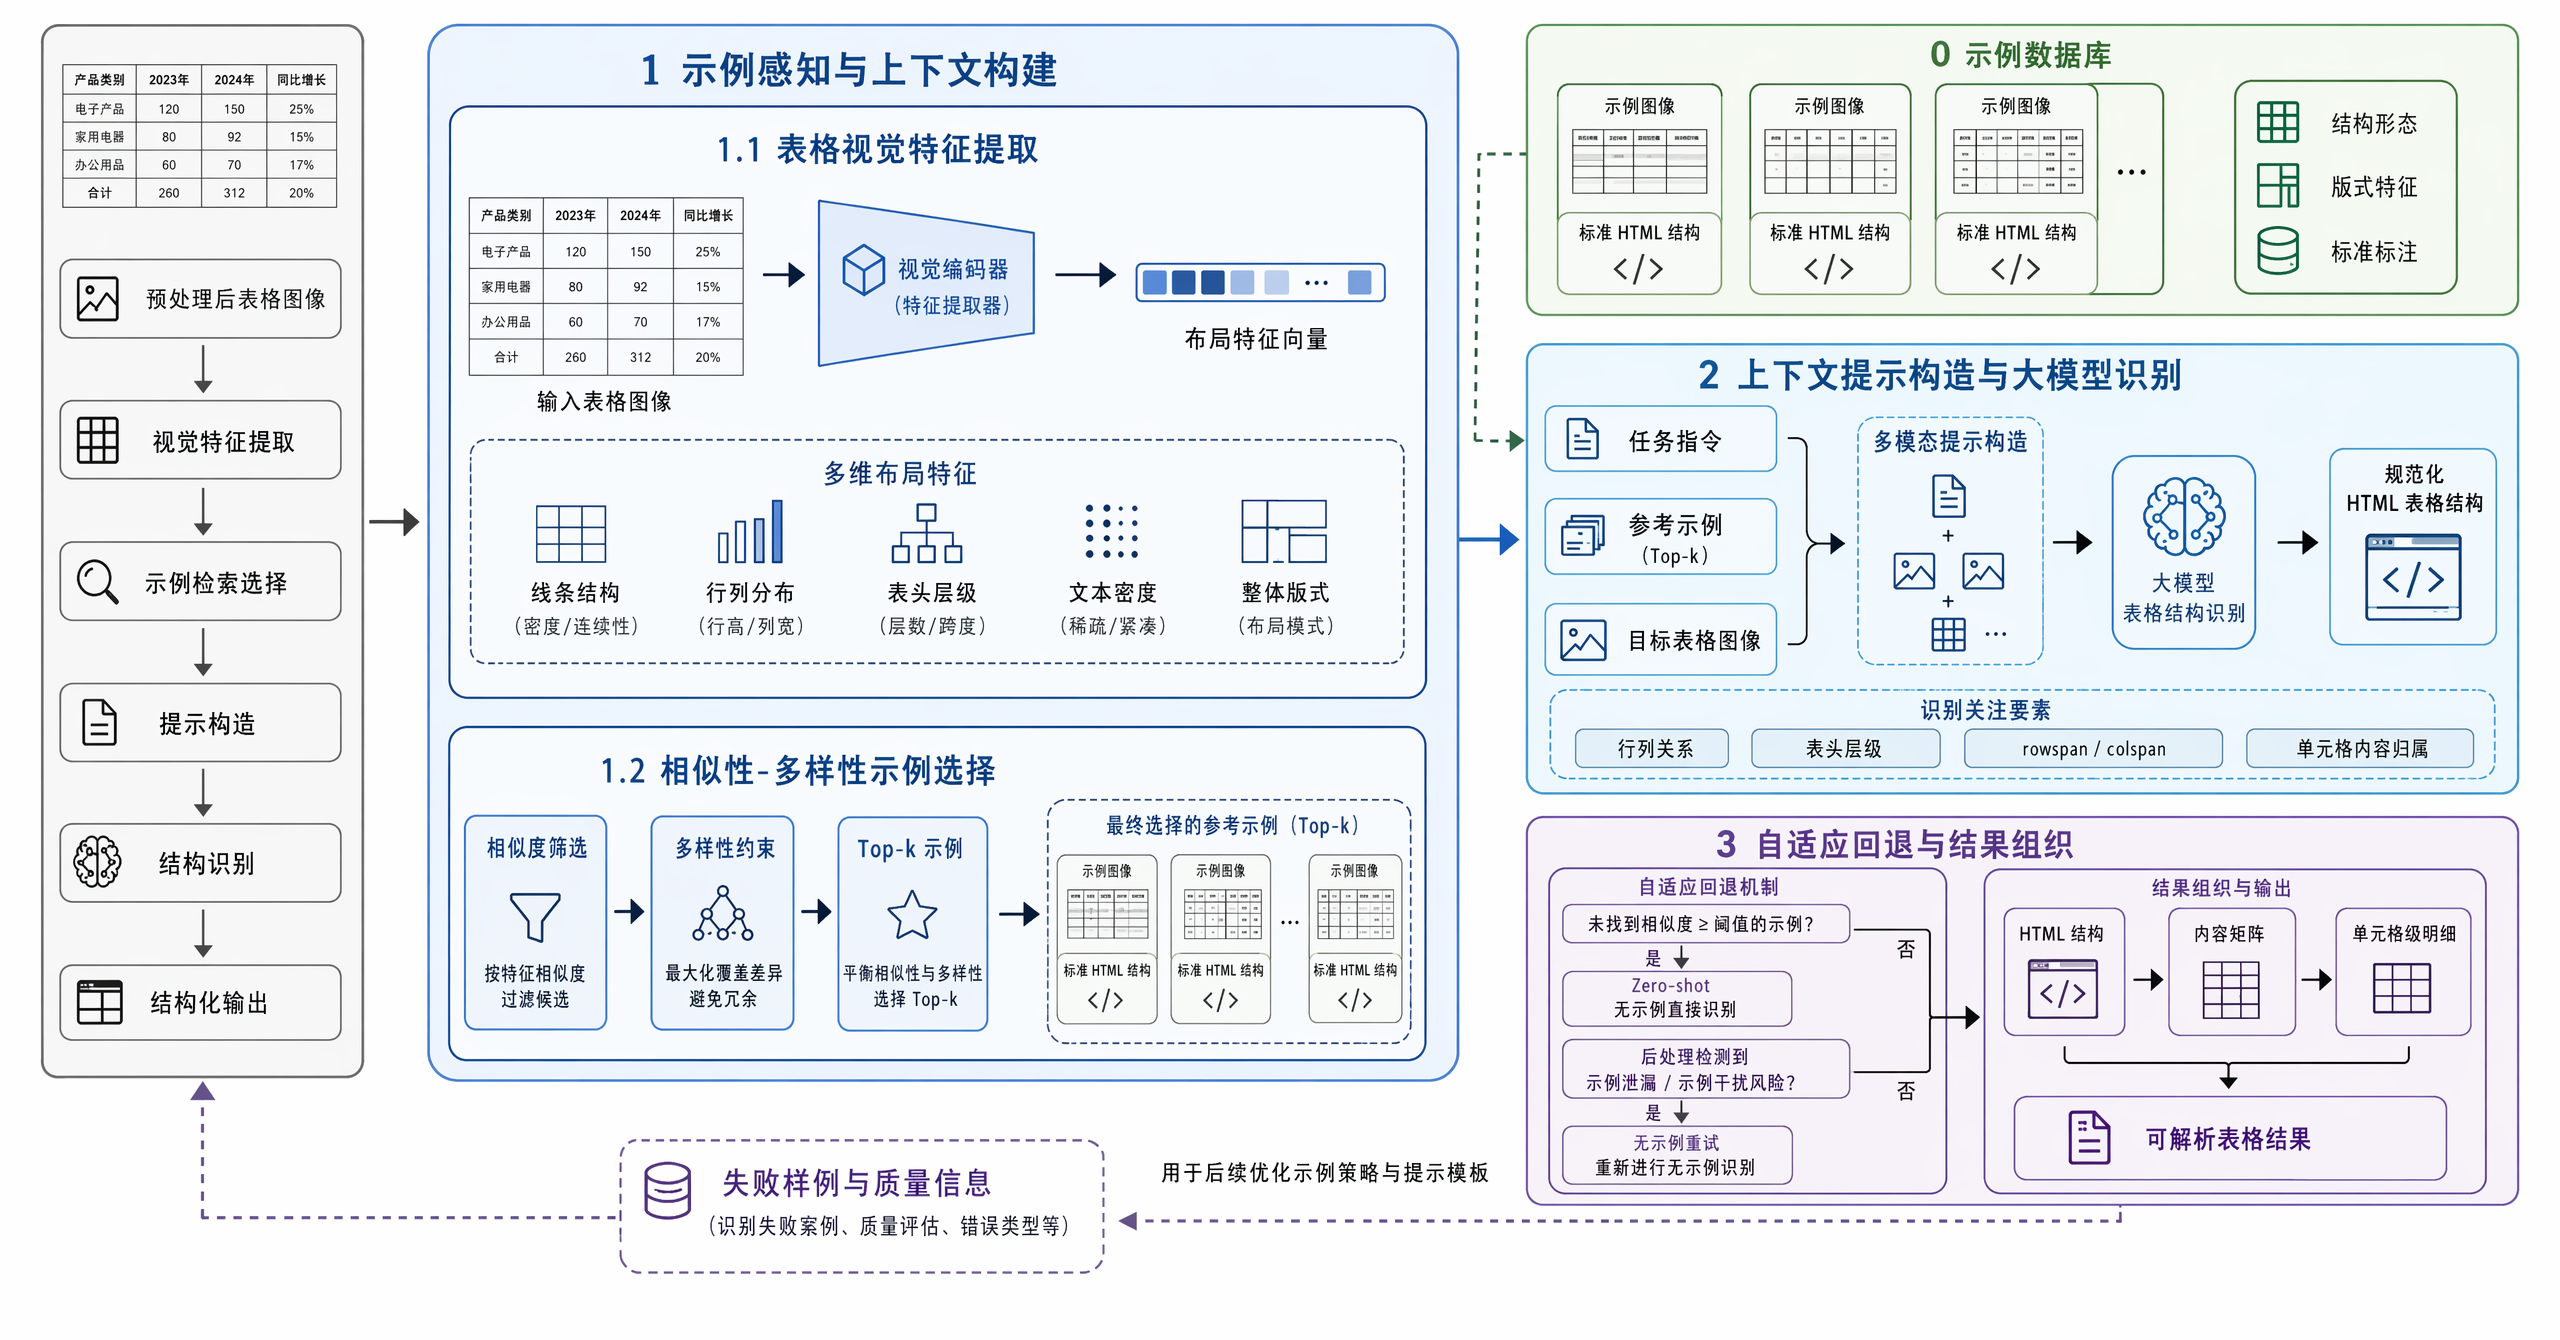 产品类别 2023年 2024年 同比增长
电子产品 120 150 25%
家用电器 80 92 15%
办公用品 60 70 17%
合计 260 312 20%
预处理后表格图像
视觉特征提取
示例检索选择
提示构造
结构识别
结构化输出
1 示例感知与上下文构建
1.1 表格视觉特征提取
产品类别 2023年 2024年 同比增长
电子产品 120 150 25%
家用电器 80 92 15%
办公用品 60 70 17%
合计 260 312 20%
输入表格图像
视觉编码器
（特征提取器）
...
布局特征向量
多维布局特征
线条结构
（密度/连续性）
行列分布
（行高/列宽）
表头层级
（层数/跨度）
文本密度
（稀疏/紧凑）
整体版式
（布局模式）
1.2 相似性-多样性示例选择
相似度筛选
按特征相似度
过滤候选
多样性约束
最大化覆盖差异
避免冗余
Top-k 示例
平衡相似性与多样性
选择 Top-k
最终选择的参考示例（Top-k）
示例图像
标准 HTML 结构
</>
示例图像
标准 HTML 结构
</>
...
示例图像
标准 HTML 结构
</>
0 示例数据库
示例图像
标准 HTML 结构
</>
示例图像
标准 HTML 结构
</>
示例图像
标准 HTML 结构
</>
...
结构形态
版式特征
标准标注
2 上下文提示构造与大模型识别
任务指令
参考示例
（Top-k）
目标表格图像
多模态提示构造
+
+
...
大模型
表格结构识别
规范化
HTML 表格结构
</>
识别关注要素
行列关系
表头层级
rowspan / colspan
单元格内容归属
3 自适应回退与结果组织
自适应回退机制
未找到相似度 ≥ 阈值的示例？
否
是
Zero-shot
无示例直接识别
后处理检测到
示例泄漏 / 示例干扰风险？
否
是
无示例重试
重新进行无示例识别
结果组织与输出
HTML 结构
</>
内容矩阵
单元格级明细
可解析表格结果
失败样例与质量信息
（识别失败案例、质量评估、错误类型等）
用于后续优化示例策略与提示模板